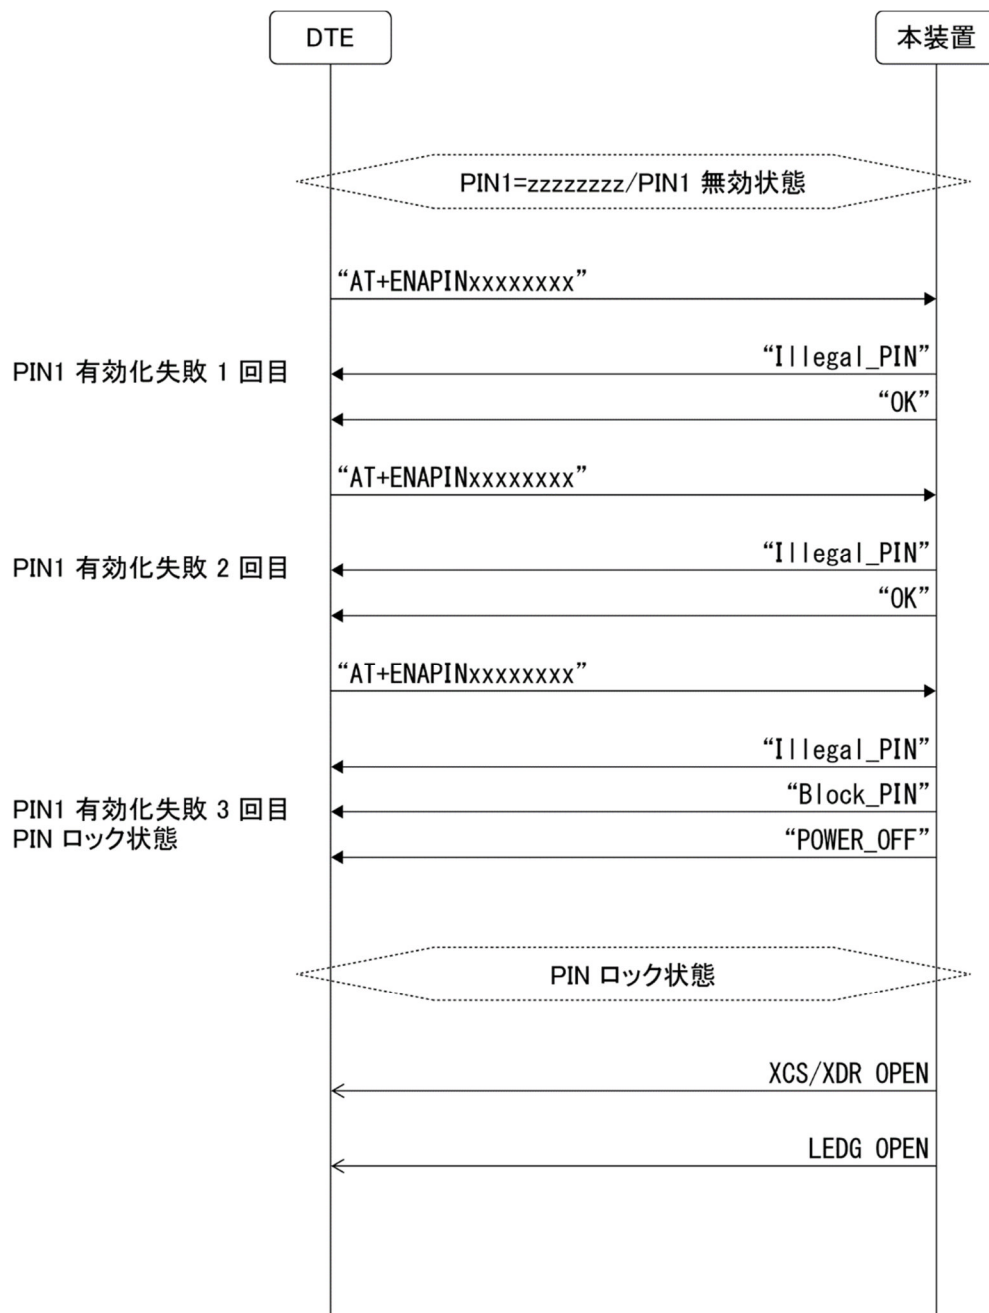 DTE
本装置
PIN1=zzzzzzzz/PIN1 無効状態
“AT+ENAPINxxxxxxxx”
“Illegal_PIN”
PIN1 有効化失敗 1 回目
“OK”
“AT+ENAPINxxxxxxxx”
“Illegal_PIN”
PIN1 有効化失敗 2 回目
“OK”
“AT+ENAPINxxxxxxxx”
“Illegal_PIN”
“Block_PIN”
PIN1 有効化失敗 3 回目
PIN ロック状態
“POWER_OFF”
PIN ロック状態
XCS/XDR OPEN
LEDG OPEN